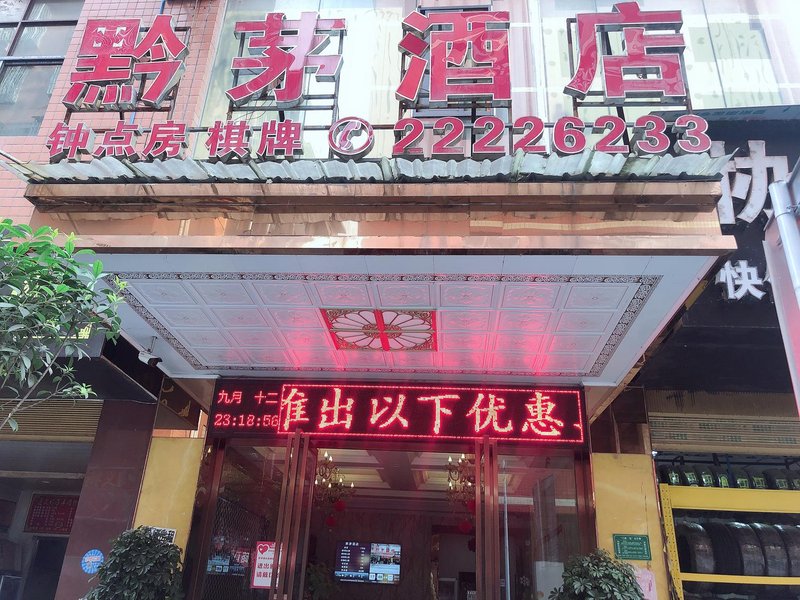 黔茅酒店
钟点房 棋牌 22226233
协
快
九月 十二
23:18:56
推出以下优惠